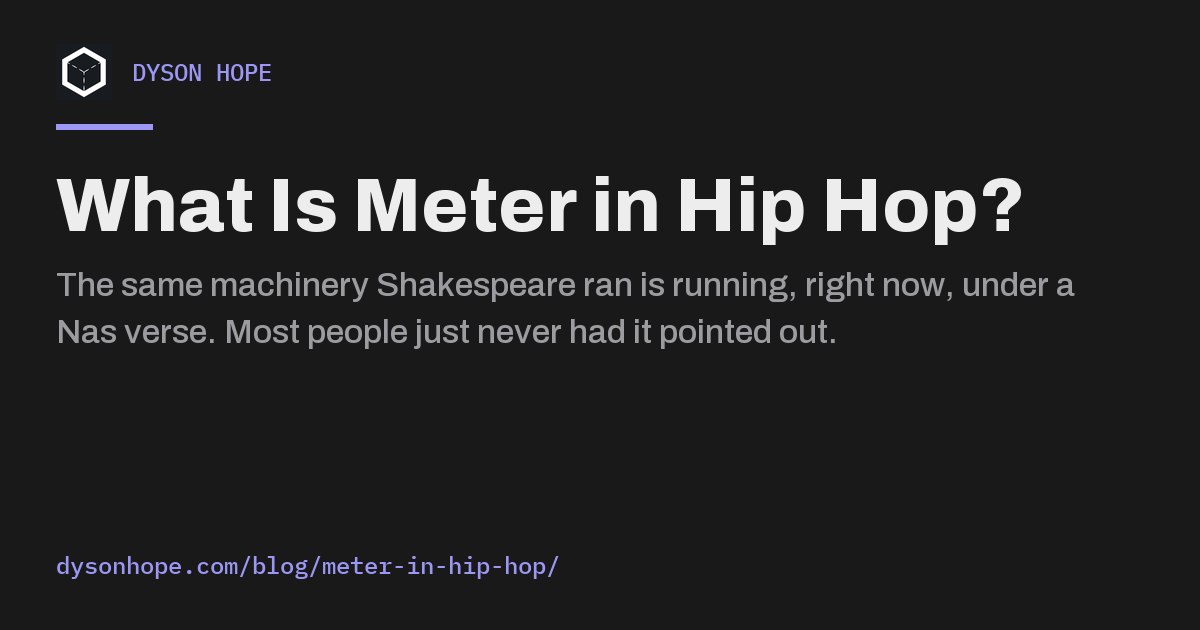 DYSON HOPE
What Is Meter in Hip Hop?
The same machinery Shakespeare ran is running, right now, under a
Nas verse. Most people just never had it pointed out.
dysonhope.com/blog/meter-in-hip-hop/